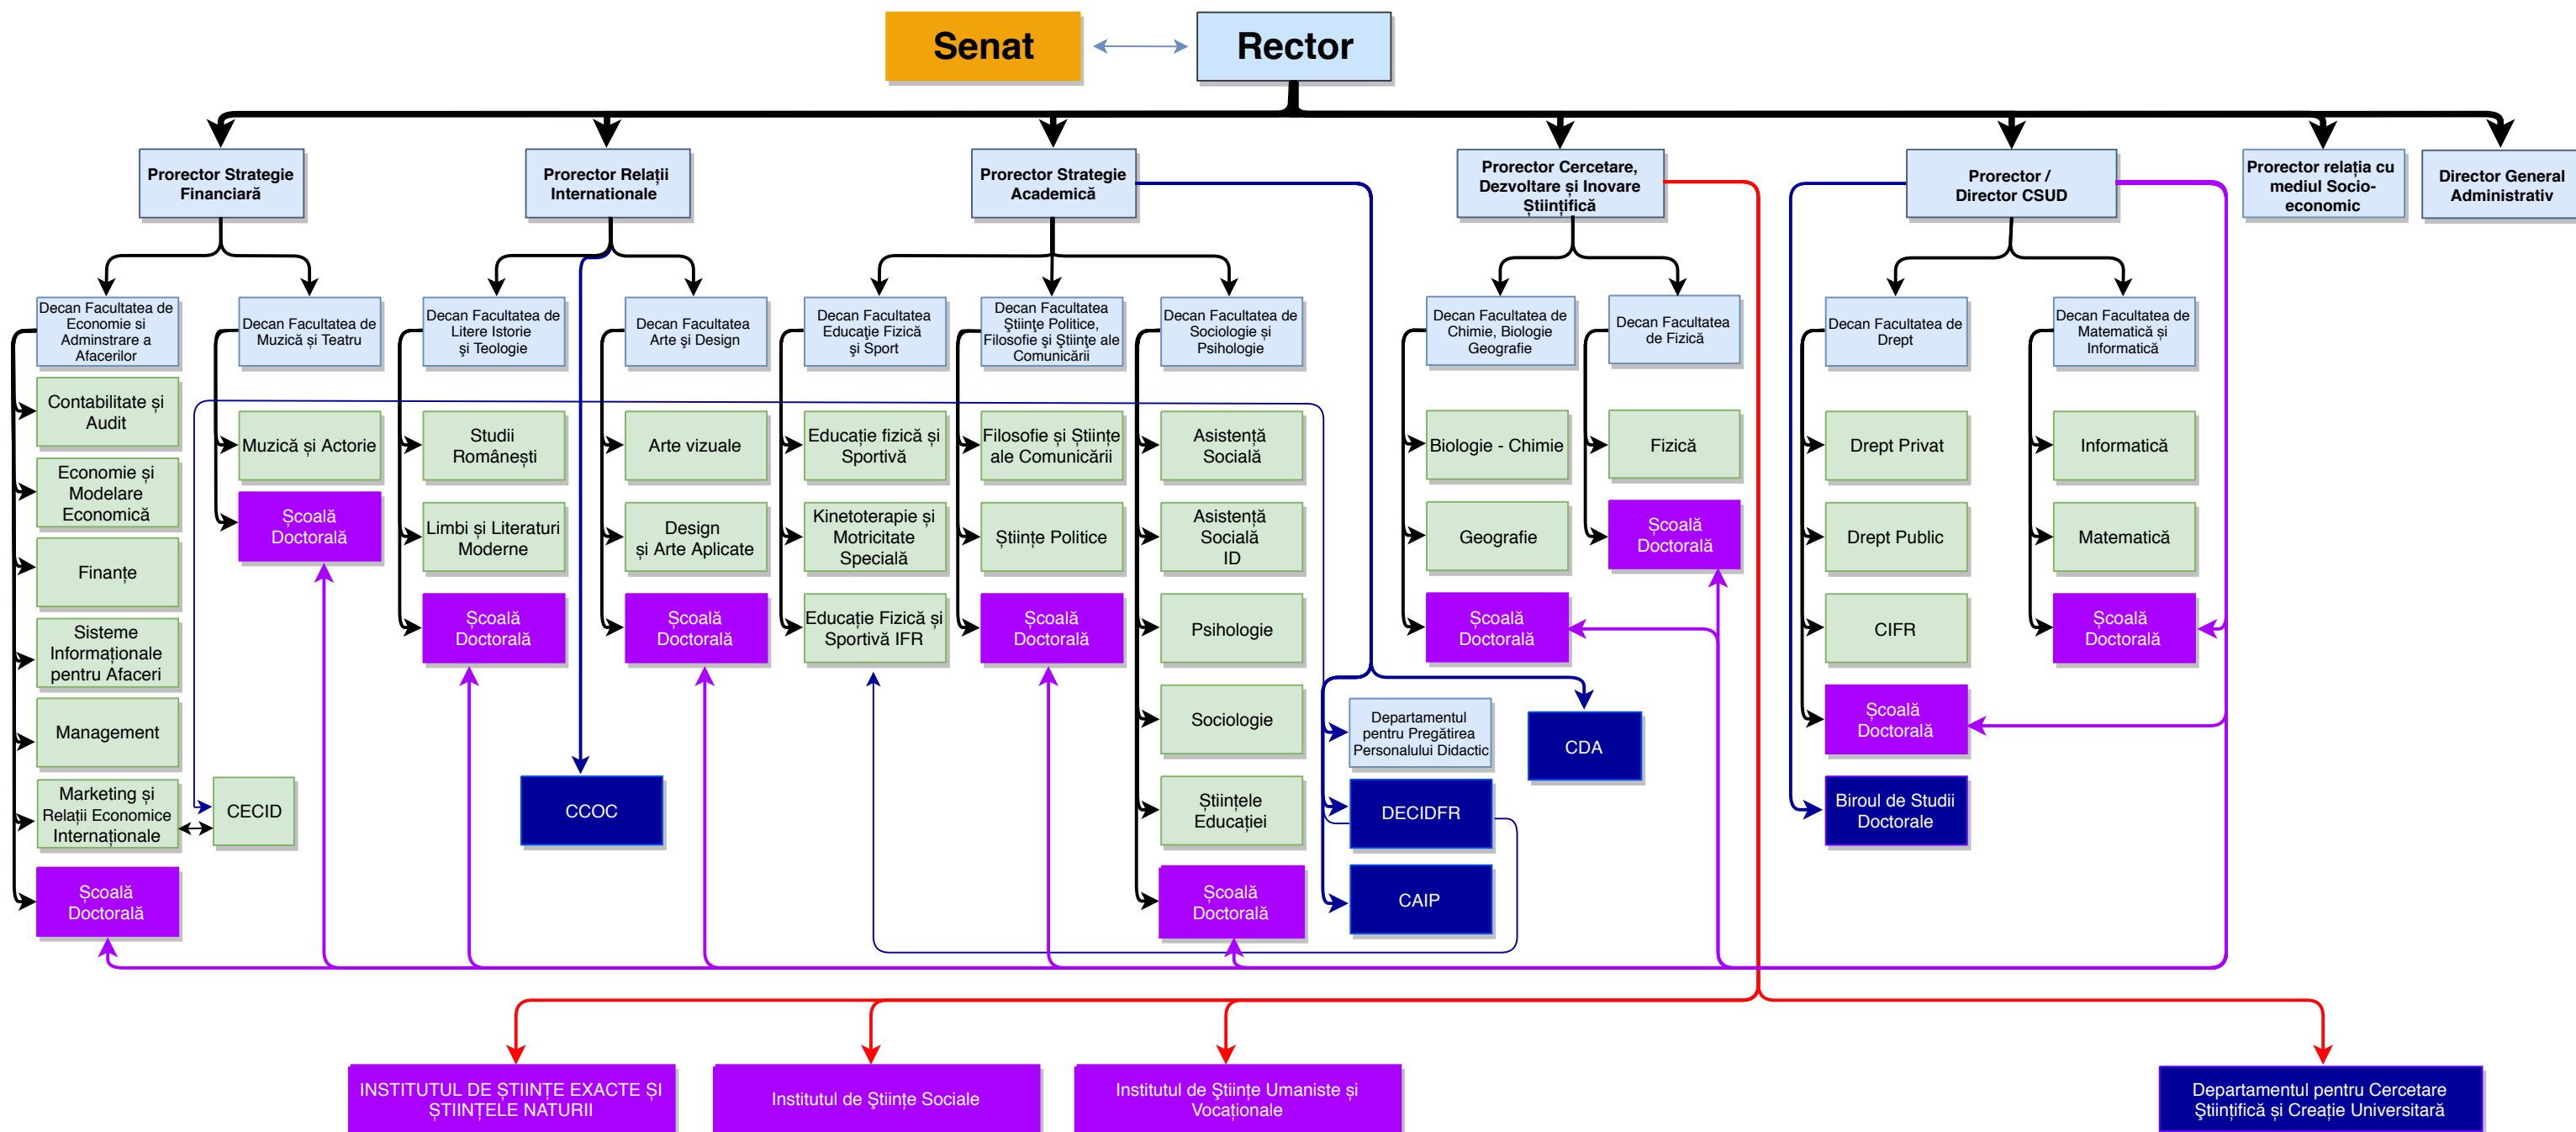 Senat
Rector
Prorector Strategie
Financiară
Prorector Relații
Internationale
Prorector Strategie
Academică
Prorector Cercetare,
Dezvoltare și Inovare
Științifică
Prorector /
Director CSUD
Prorector relația cu
mediul Socio-
economic
Director General
Administrativ
Decan Facultatea de
Economie si
Adminstrare a
Afacerilor
Decan Facultatea de
Muzică și Teatru
Decan Facultatea de
Litere Istorie
şi Teologie
Decan Facultatea
Arte şi Design
Decan Facultatea
Educaţie Fizică
şi Sport
Decan Facultatea
Ştiinţe Politice,
Filosofie şi Ştiinţe ale
Comunicării
Decan Facultatea de
Sociologie și
Psihologie
Decan Facultatea de
Chimie, Biologie
Geografie
Decan Facultatea
de Fizică
Decan Facultatea de
Drept
Decan Facultatea de
Matematică și
Informatică
Contabilitate și
Audit
Economie și
Modelare
Economică
Finanțe
Sisteme
Informaționale
pentru Afaceri
Management
Marketing și
Relații Economice
Internaționale
Școală
Doctorală
CECID
Muzică și Actorie
Școală
Doctorală
Studii
Românești
Limbi și Literaturi
Moderne
Școală
Doctorală
CCOC
Arte vizuale
Design
și Arte Aplicate
Școală
Doctorală
Educație fizică și
Sportivă
Kinetoterapie și
Motricitate
Specială
Educație Fizică și
Sportivă IFR
Filosofie și Științe
ale Comunicării
Științe Politice
Școală
Doctorală
Asistență
Socială
Asistență
Socială
ID
Psihologie
Sociologie
Științele
Educației
Școală
Doctorală
Departamentul
pentru Pregătirea
Personalului Didactic
DECIDFR
CAIP
CDA
Biologie - Chimie
Geografie
Școală
Doctorală
Fizică
Școală
Doctorală
Drept Privat
Drept Public
CIFR
Școală
Doctorală
Biroul de Studii
Doctorale
Informatică
Matematică
Școală
Doctorală
INSTITUTUL DE ȘTIINȚE EXACTE ȘI
ȘTIINȚELE NATURII
Institutul de Ştiințe Sociale
Institutul de Ştiințe Umaniste și
Vocaționale
Departamentul pentru Cercetare
Ştiințifică și Creație Universitară